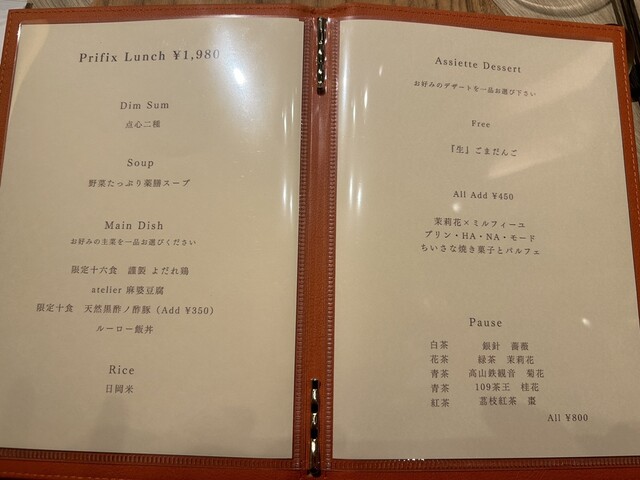 Prifix Lunch ¥1,980
Dim Sum
点心二種
Soup
野菜たっぷり薬膳スープ
Main Dish
お好みの主菜を一品お選びください
限定十六食　謹製 よだれ鶏
atelier 麻婆豆腐
限定十食　天然黒酢ノ酢豚（Add ¥350）
ルーロー飯丼
Rice
日岡米
Assiette Dessert
お好みのデザートを一品お選び下さい
Free
『生』ごまだんご
All Add ¥450
茉莉花×ミルフィーユ
プリン・HA・NA・モード
ちいさな焼き菓子とパルフェ
Pause
白茶　銀針　薔薇
花茶　緑茶　茉莉花
青茶　高山鉄観音　菊花
青茶　109茶王　桂花
紅茶　茘枝紅茶　棗
All ¥800